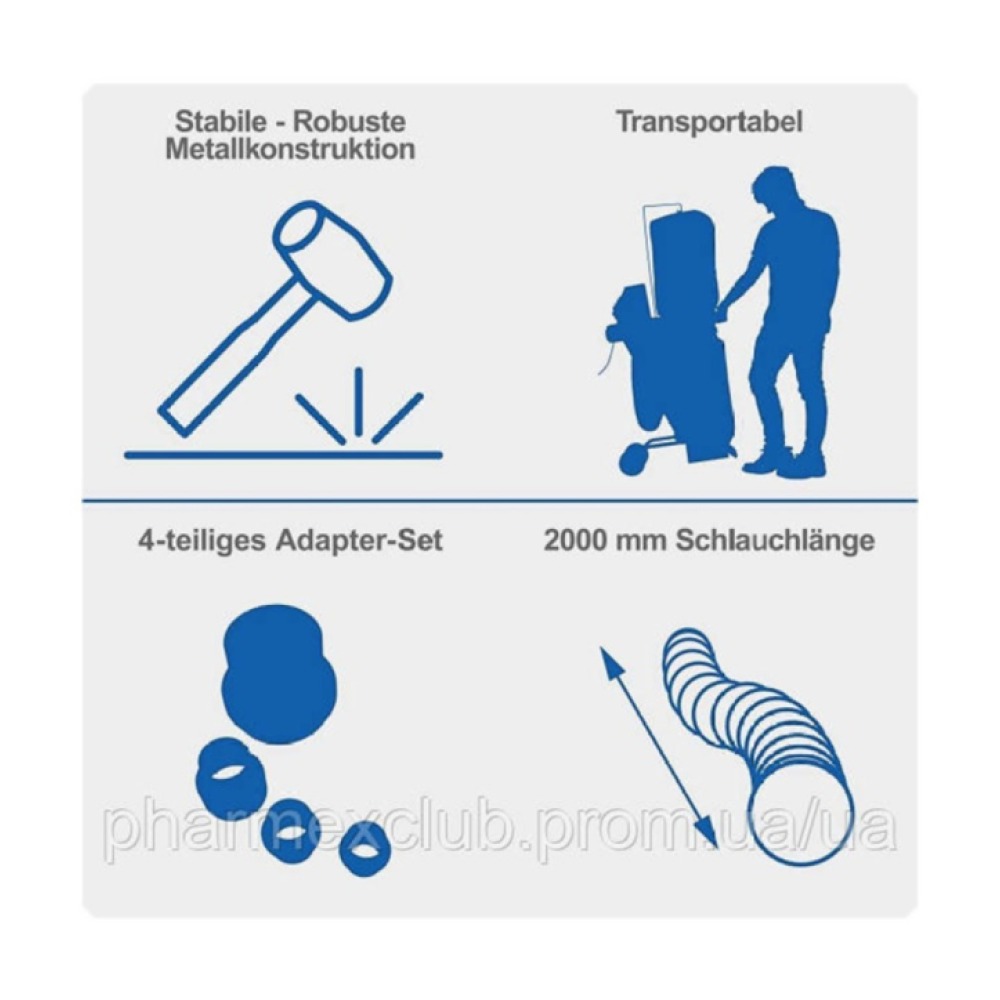 Stabile - Robuste
Metallkonstruktion
Transportabel
4-teiliges Adapter-Set
2000 mm Schlauchlänge
pharmexclub.prom.ua/ua